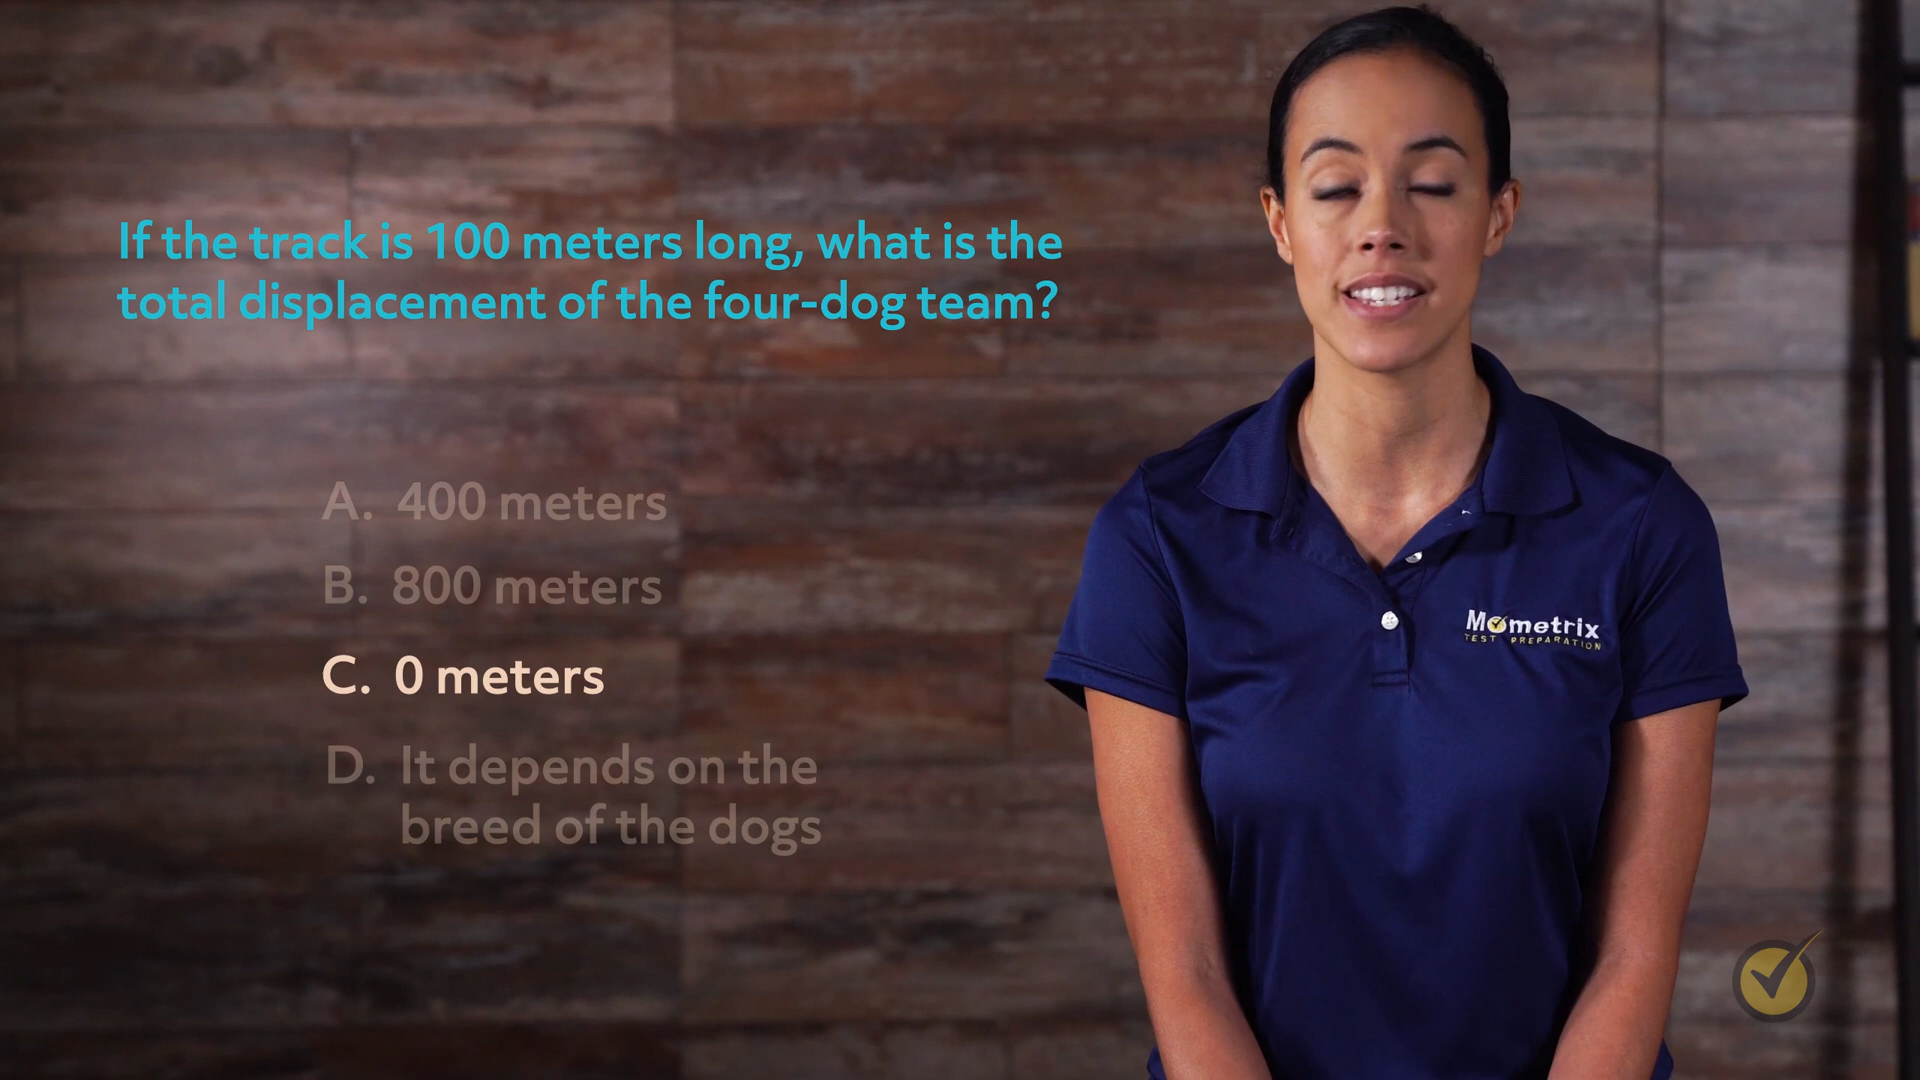 If the track is 100 meters long, what is the
total displacement of the four-dog team?
A. 400 meters
B. 800 meters
C. 0 meters
D. It depends on the
breed of the dogs
Mometrix
TEST PREPARATION